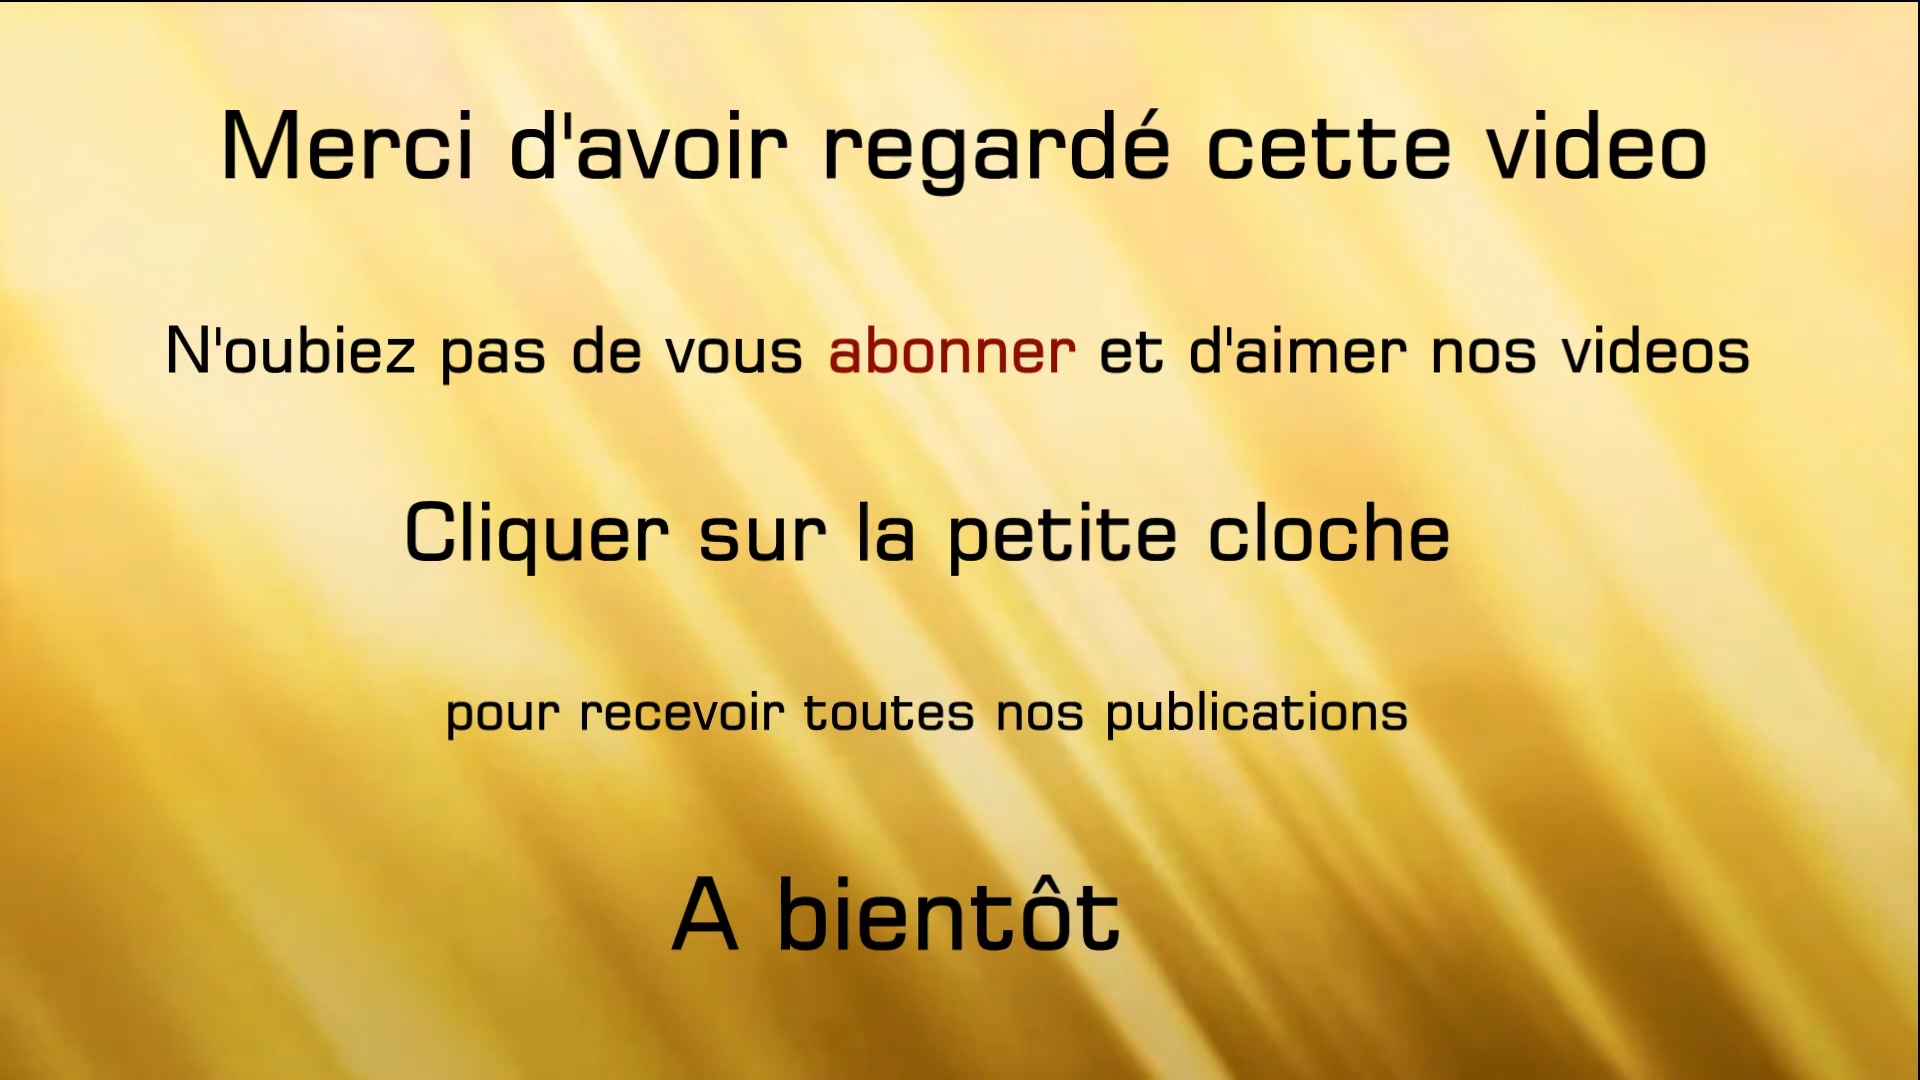 Merci d'avoir regardé cette video
N'oubiez pas de vous abonner et d'aimer nos videos
Cliquer sur la petite cloche
pour recevoir toutes nos publications
A bientôt